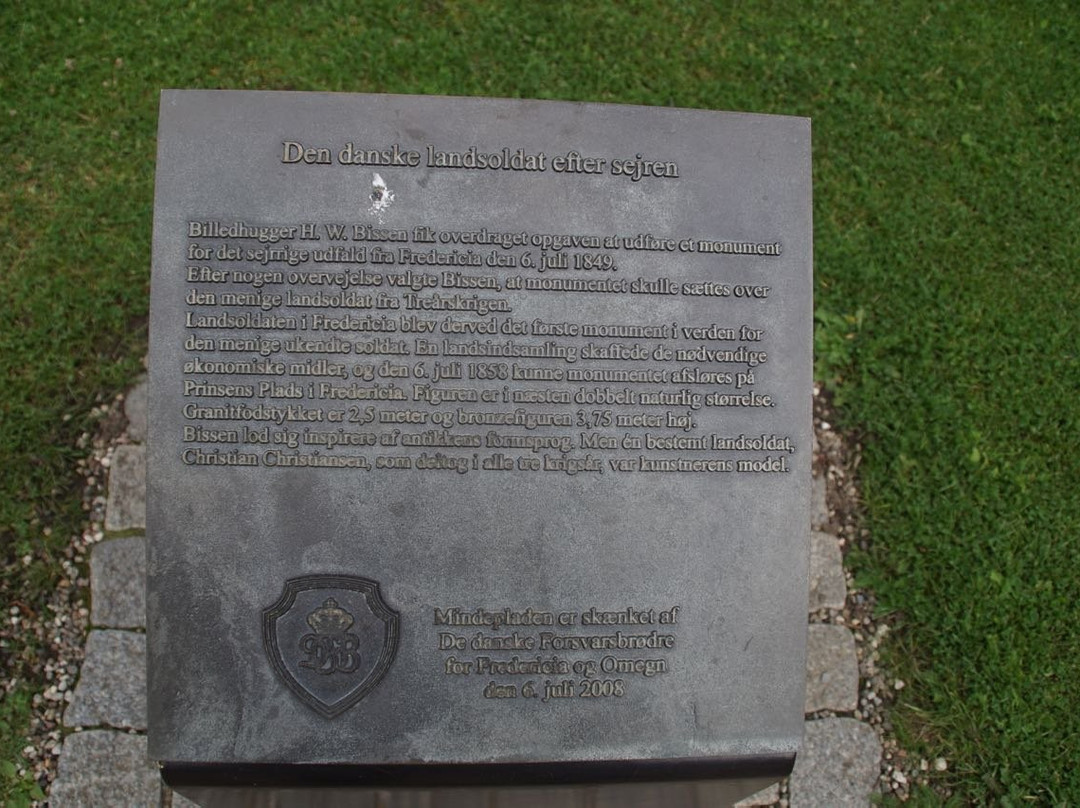 Den danske landsoldat efter sejren
Billedhugger H. W. Bissen fik overdraget opgaven at udføre et monument
for det sejrrige udfald fra Fredericia den 6. juli 1849.
Efter nogen overvejelse valgte Bissen, at monumentet skulle sættes over
den menige landsoldat fra Treårskrigen.
Landsoldaten i Fredericia blev derved det første monument i verden for
den menige ukendte soldat. En landsindsamling skaffede de nødvendige
økonomiske midler, og den 6. juli 1858 kunne monumentet afsløres på
Prinsens Plads i Fredericia. Figuren er i næsten dobbelt naturlig størrelse.
Granitfodstykket er 2,5 meter og bronzefiguren 3,75 meter høj.
Bissen lod sig inspirere af antikkens formsprog. Men én bestemt landsoldat,
Christian Christiansen, som deltog i alle tre krigsår, var kunstnerens model.
Mindepladen er skænket af
De danske Forsvarsbrødre
for Fredericia og Omegn
den 6. juli 2008